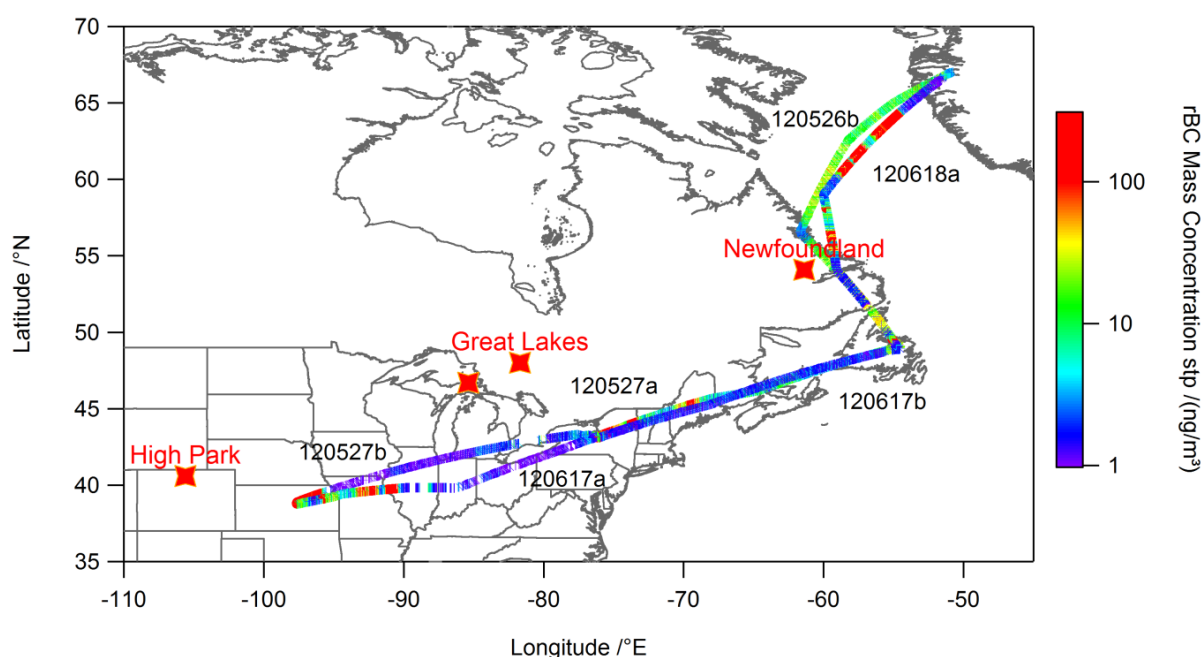 70
65
60
55
50
45
40
35
Latitude /°N
-110
-100
-90
-80
-70
-60
-50
Longitude /°E
120526b
120618a
Newfoundland
Great Lakes
120527a
120617b
High Park
120527b
120617a
100
10
1
rBC Mass Concentration stp /(ng/m³)